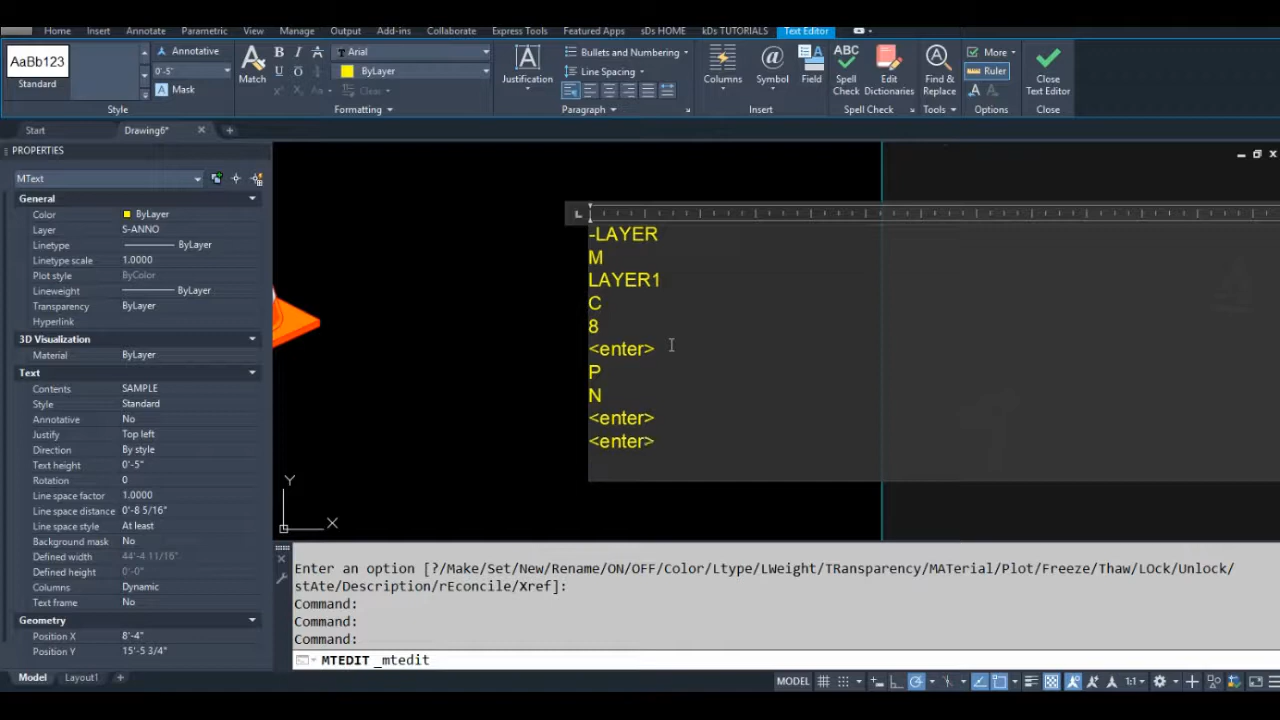 Home Insert Annotate Parametric View Manage Output Add-ins Collaborate Express Tools Featured Apps sDs HOME kDs TUTORIALS Text Editor
AaBb123
Standard
Annotative
0'-5"
Mask
Style
Match
B I A
Arial
U O
ByLayer
Clear
Formatting
Justification
Bullets and Numbering
Line Spacing
Paragraph
Columns
Symbol
Field
Insert
ABC
Spell
Check
Edit
Dictionaries
Spell Check
Find &
Replace
Tools
More
Ruler
Options
Close
Text Editor
Close
Start
Drawing6*
PROPERTIES
MText
General
Color ByLayer
Layer S-ANNO
Linetype ByLayer
Linetype scale 1.0000
Plot style ByColor
Lineweight ByLayer
Transparency ByLayer
Hyperlink
3D Visualization
Material ByLayer
Text
Contents SAMPLE
Style Standard
Annotative No
Justify Top left
Direction By style
Text height 0'-5"
Rotation 0
Line space factor 1.0000
Line space distance 0'-8 5/16"
Line space style At least
Background mask No
Defined width 44'-4 11/16"
Defined height 0'-0"
Columns Dynamic
Text frame No
Geometry
Position X 8'-4"
Position Y 15'-5 3/4"
-LAYER
M
LAYER1
C
8
<enter>
P
N
<enter>
<enter>
Y
X
Enter an option [?/Make/Set/New/Rename/ON/OFF/Color/Ltype/LWeight/TRansparency/MATerial/Plot/Freeze/Thaw/LOck/Unlock/
stAte/Description/rEconcile/Xref]:
Command:
Command:
Command:
MTEDIT _mtedit
Model Layout1
MODEL
1:1